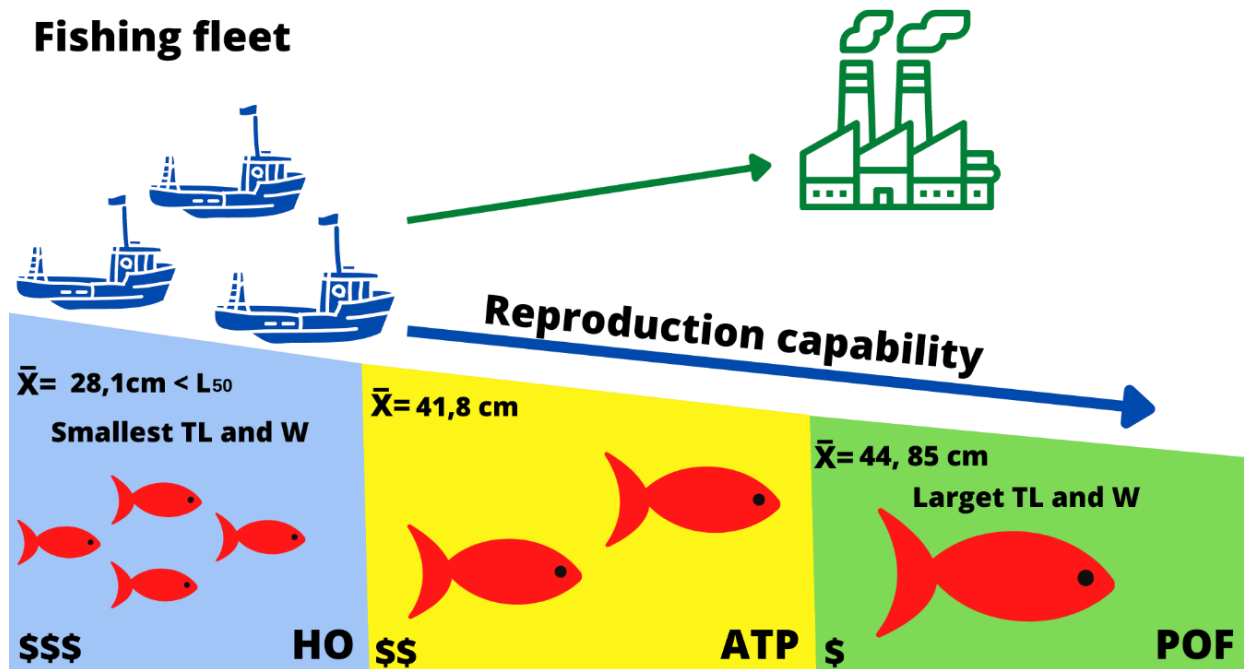 Fishing fleet
Reproduction capability
X̄= 28,1cm < L50
Smallest TL and W
$$$ HO
X̄= 41,8 cm
$$ ATP
X̄= 44, 85 cm
Larget TL and W
$ POF